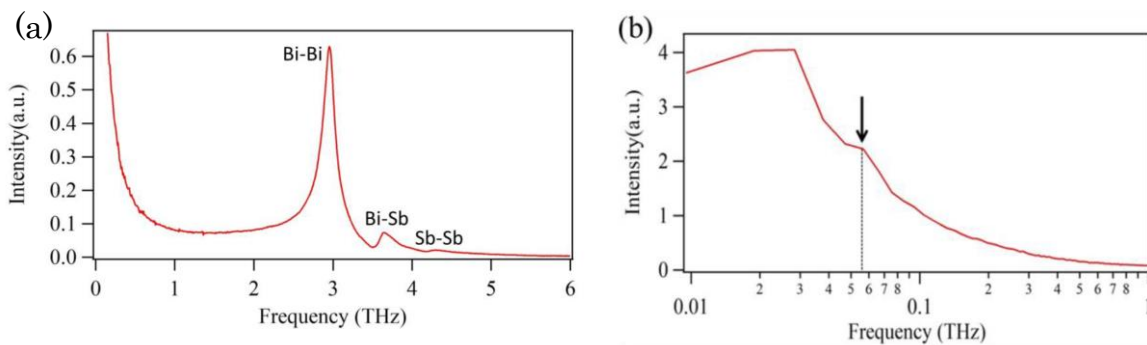 (a)
Intensity(a.u.)
0.6
0.5
0.4
0.3
0.2
0.1
0.0
Bi-Bi
Bi-Sb
Sb-Sb
0 1 2 3 4 5 6
Frequency (THz)
(b)
Intensity(a.u.)
4
3
2
1
0
0.01 2 3 4 5 6 7 8 0.1 2 3 4 5 6 7 8 1
Frequency (THz)